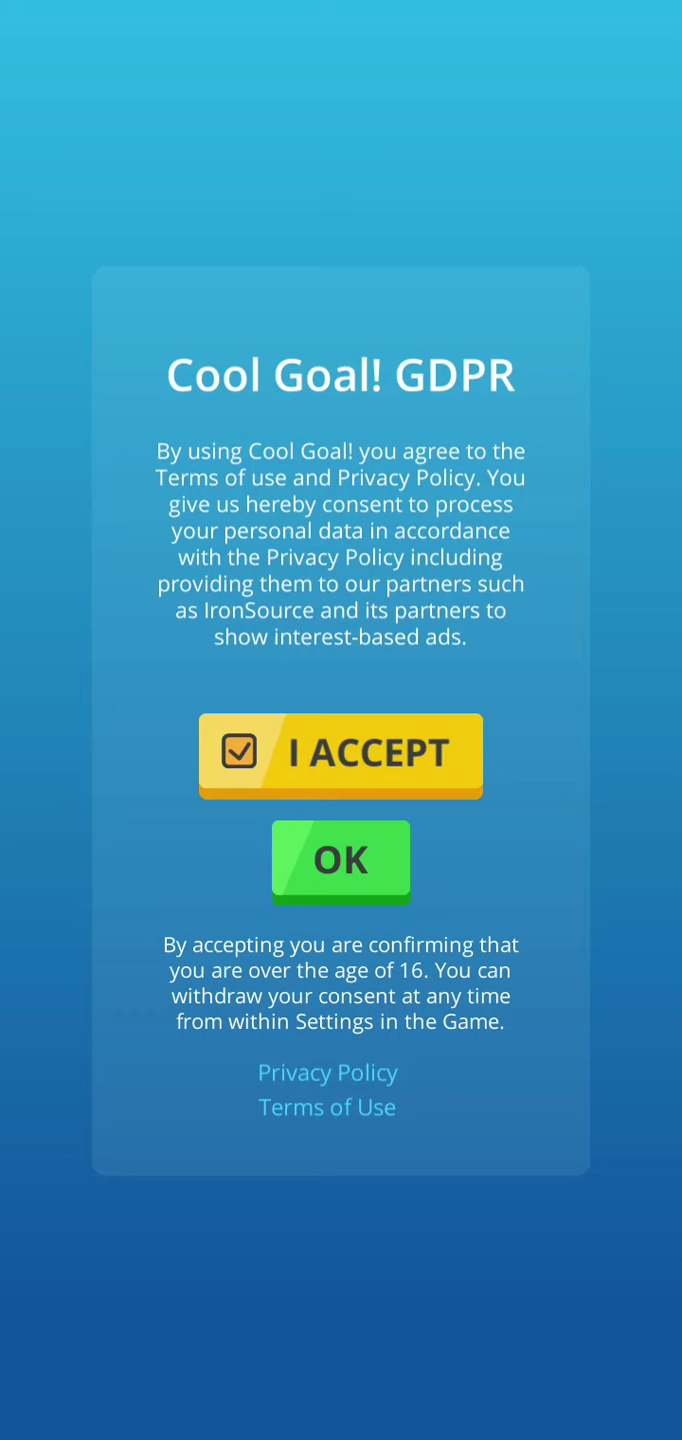 Cool Goal! GDPR
By using Cool Goal! you agree to the
Terms of use and Privacy Policy. You
give us hereby consent to process
your personal data in accordance
with the Privacy Policy including
providing them to our partners such
as IronSource and its partners to
show interest-based ads.
I ACCEPT
OK
By accepting you are confirming that
you are over the age of 16. You can
withdraw your consent at any time
from within Settings in the Game.
Privacy Policy
Terms of Use